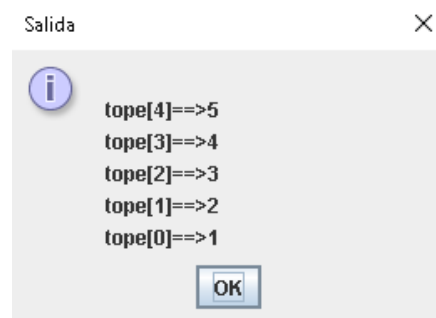 Salida
tope[4]==>5
tope[3]==>4
tope[2]==>3
tope[1]==>2
tope[0]==>1
OK